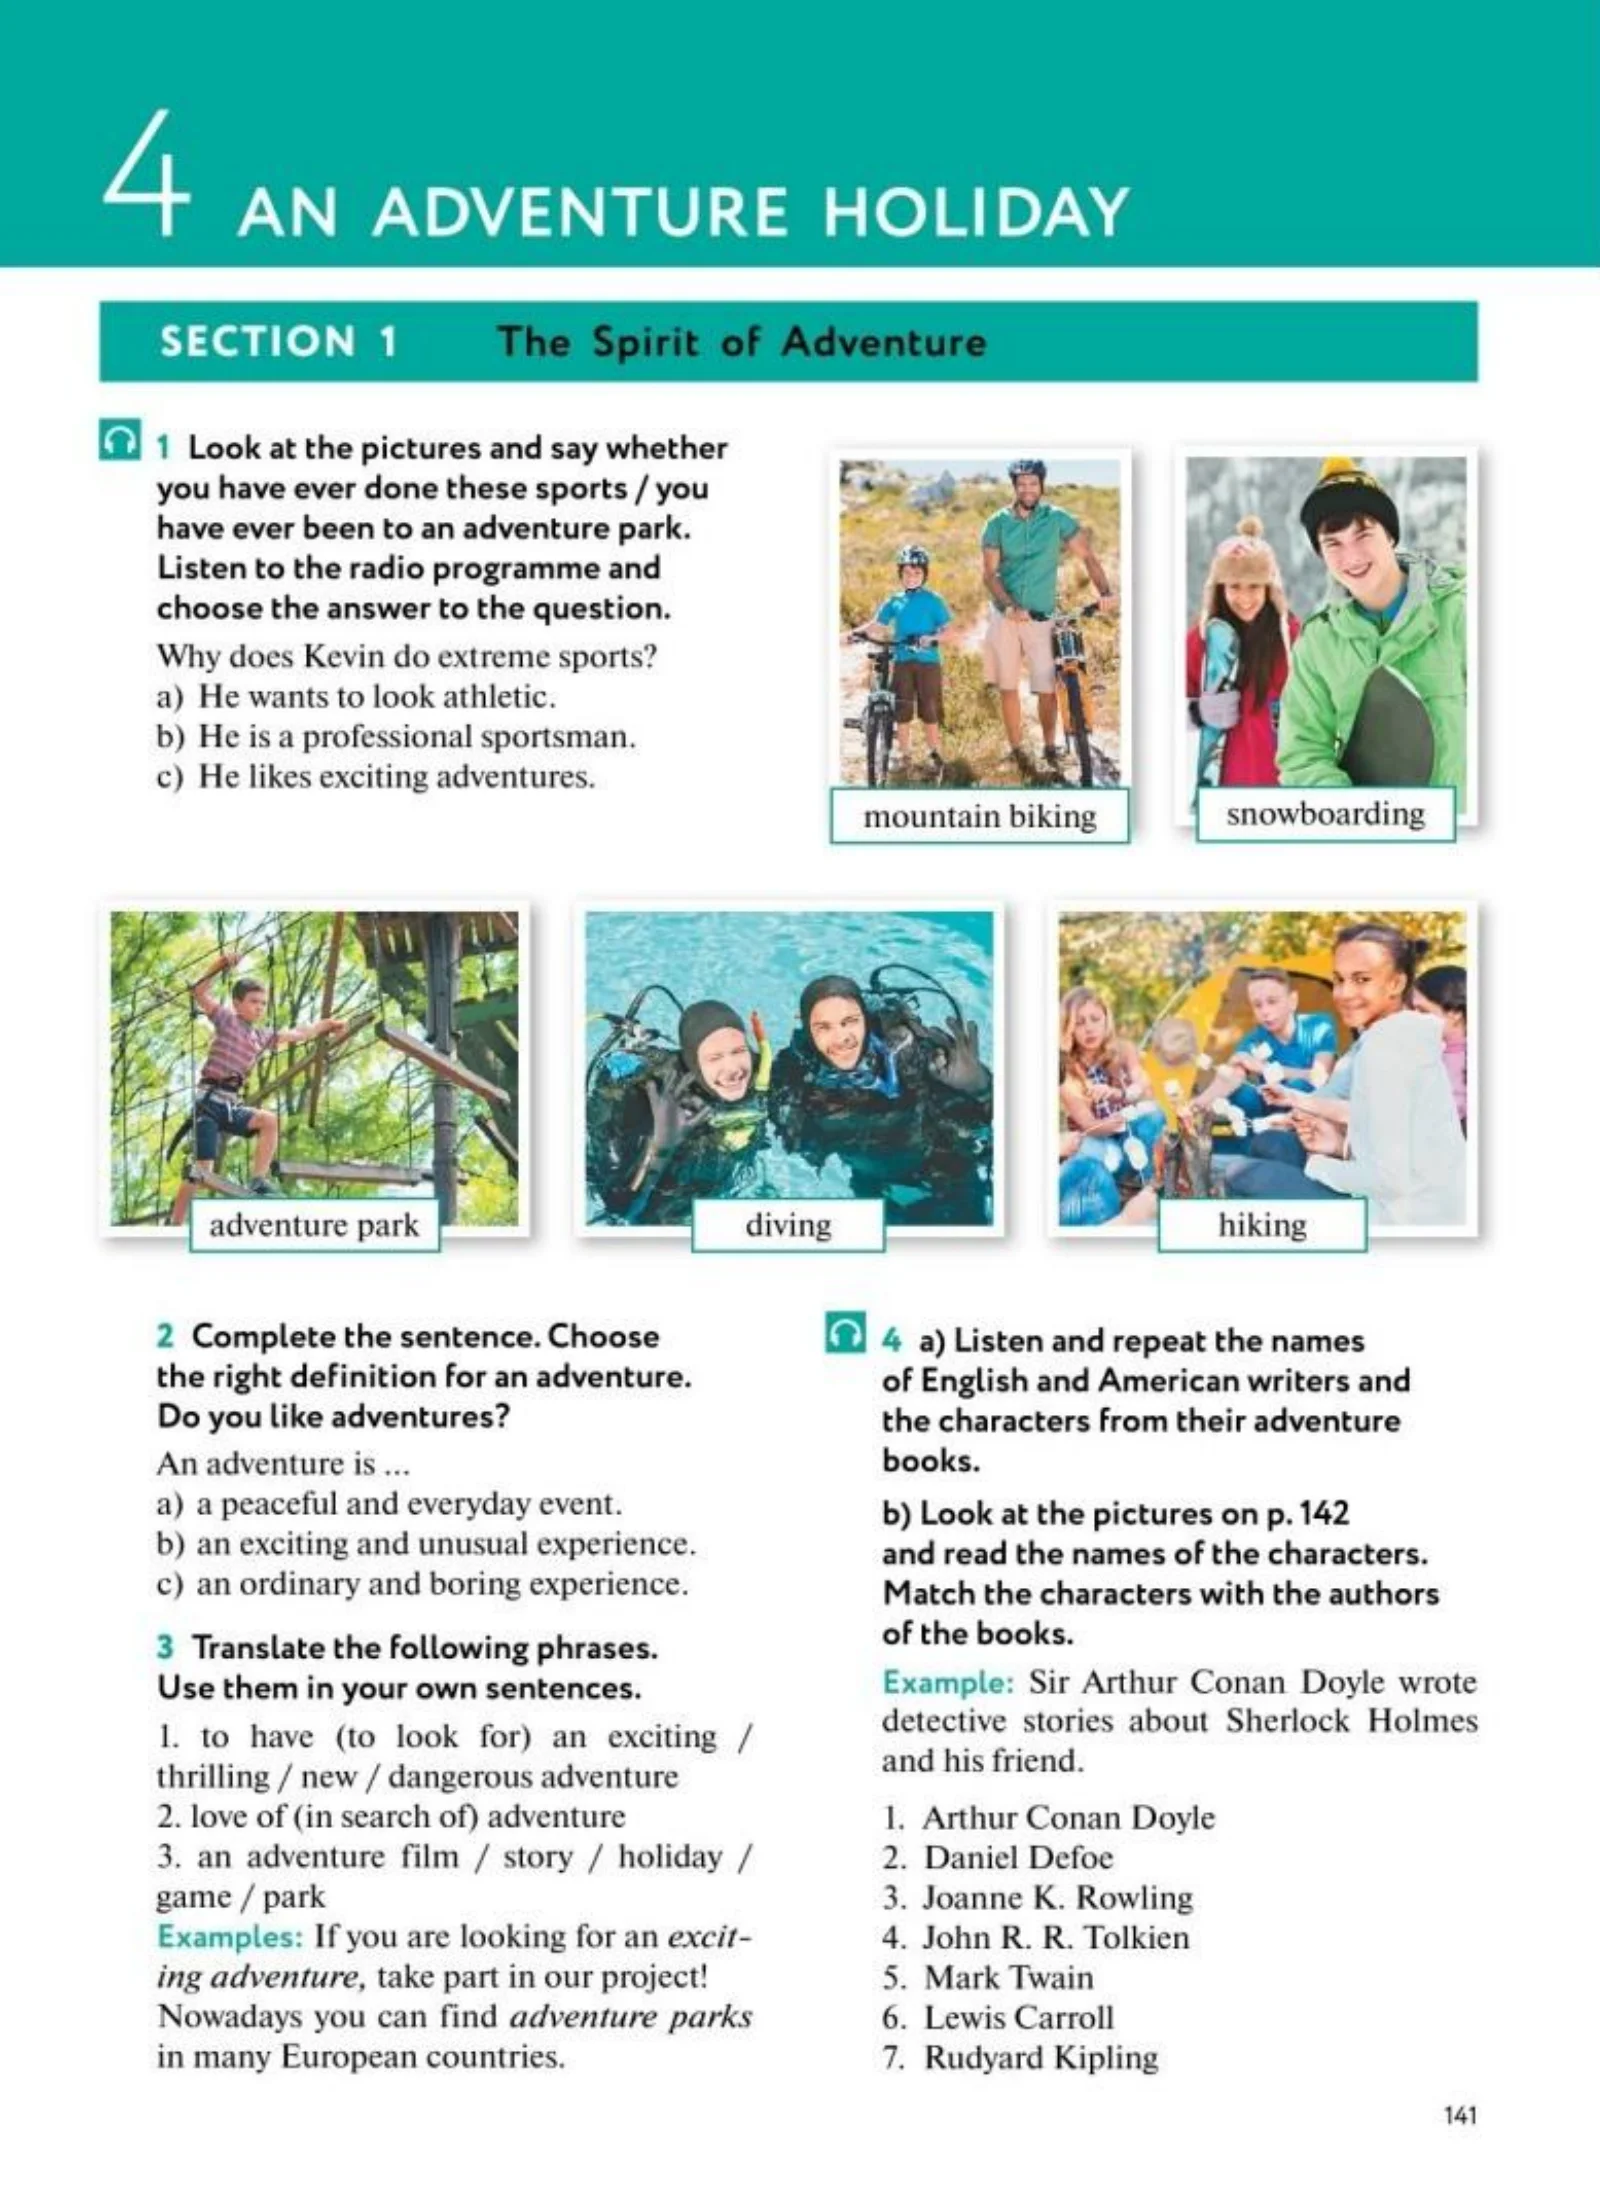 4 AN ADVENTURE HOLIDAY
SECTION 1 The Spirit of Adventure
1 Look at the pictures and say whether
you have ever done these sports / you
have ever been to an adventure park.
Listen to the radio programme and
choose the answer to the question.
Why does Kevin do extreme sports?
a) He wants to look athletic.
b) He is a professional sportsman.
c) He likes exciting adventures.
mountain biking
snowboarding
adventure park
diving
hiking
2 Complete the sentence. Choose
the right definition for an adventure.
Do you like adventures?
An adventure is ...
a) a peaceful and everyday event.
b) an exciting and unusual experience.
c) an ordinary and boring experience.
3 Translate the following phrases.
Use them in your own sentences.
1. to have (to look for) an exciting /
thrilling / new / dangerous adventure
2. love of (in search of) adventure
3. an adventure film / story / holiday /
game / park
Examples: If you are looking for an excit-
ing adventure, take part in our project!
Nowadays you can find adventure parks
in many European countries.
4 a) Listen and repeat the names
of English and American writers and
the characters from their adventure
books.
b) Look at the pictures on p. 142
and read the names of the characters.
Match the characters with the authors
of the books.
Example: Sir Arthur Conan Doyle wrote
detective stories about Sherlock Holmes
and his friend.
1. Arthur Conan Doyle
2. Daniel Defoe
3. Joanne K. Rowling
4. John R. R. Tolkien
5. Mark Twain
6. Lewis Carroll
7. Rudyard Kipling
141